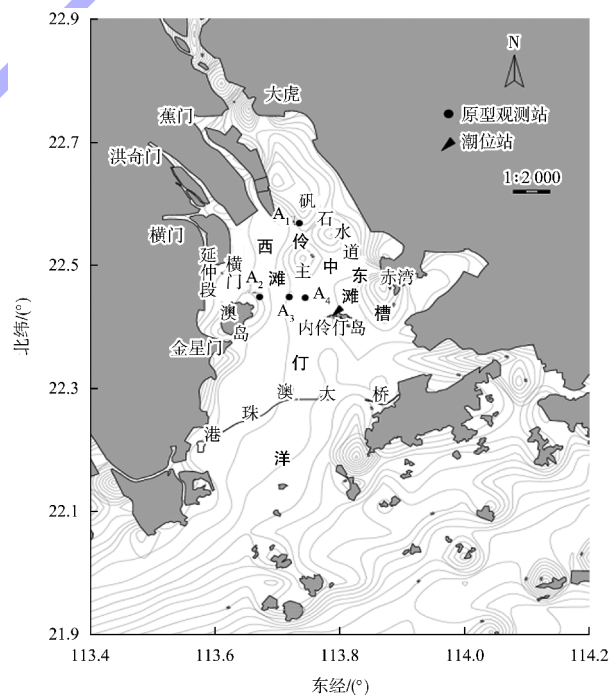 22.9
22.7
22.5
22.3
22.1
21.9
北纬/(°)
113.4
113.6
113.8
114.0
114.2
东经/(°)
N
原型观测站
潮位站
1:2 000
大虎
蕉门
洪奇门
横门
矾石水道
A1
伶
仃
洋
西滩
主
中滩
东槽
赤湾
延仲段
横门
澳岛
A2
A3
A4
内伶仃岛
金星门
港珠澳大桥